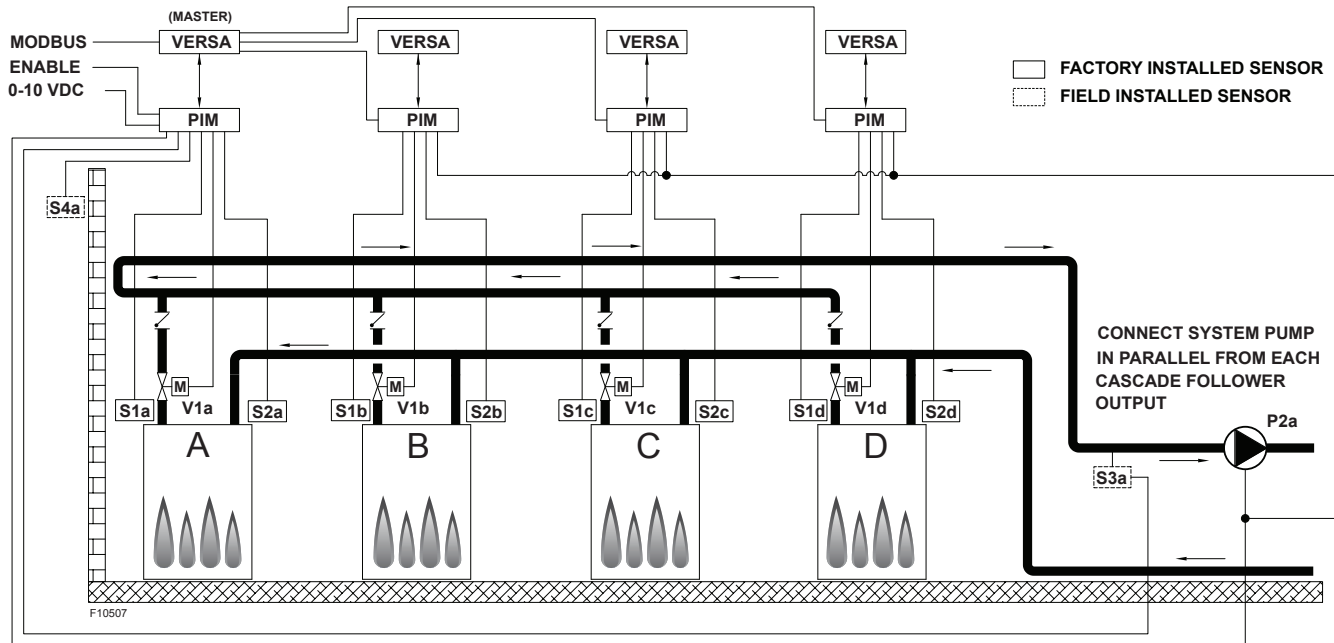 (MASTER)
MODBUS
VERSA
VERSA
VERSA
VERSA
ENABLE
0-10 VDC
PIM
PIM
PIM
PIM
FACTORY INSTALLED SENSOR
FIELD INSTALLED SENSOR
S4a
CONNECT SYSTEM PUMP
IN PARALLEL FROM EACH
CASCADE FOLLOWER
OUTPUT
M
M
M
M
S1a
V1a
S2a
S1b
V1b
S2b
S1c
V1c
S2c
S1d
V1d
S2d
P2a
A
B
C
D
S3a
F10507